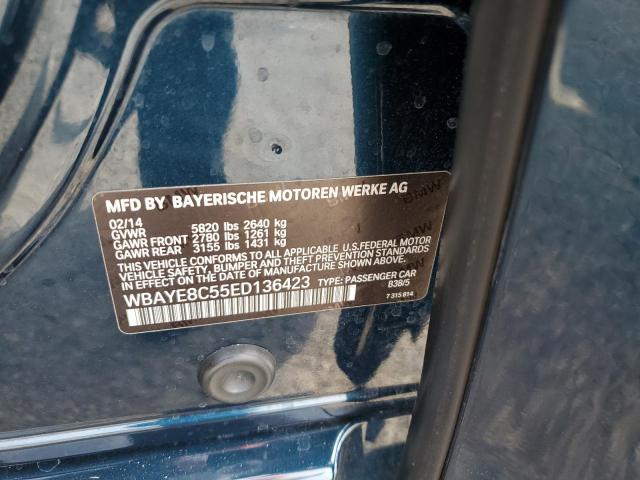 MFD BY BAYERISCHE MOTOREN WERKE AG
02/14
GVWR 5820 lbs 2640 kg
GAWR FRONT 2780 lbs 1261 kg
GAWR REAR 3155 lbs 1431 kg
THIS VEHICLE CONFORMS TO ALL APPLICABLE U.S.FEDERAL MOTOR
VEHICLE SAFETY, BUMPER, AND THEFT PREVENTION STANDARDS
IN EFFECT ON THE DATE OF MANUFACTURE SHOWN ABOVE.
WBAYE8C55ED136423 TYPE: PASSENGER CAR
B38/5
7 315 814